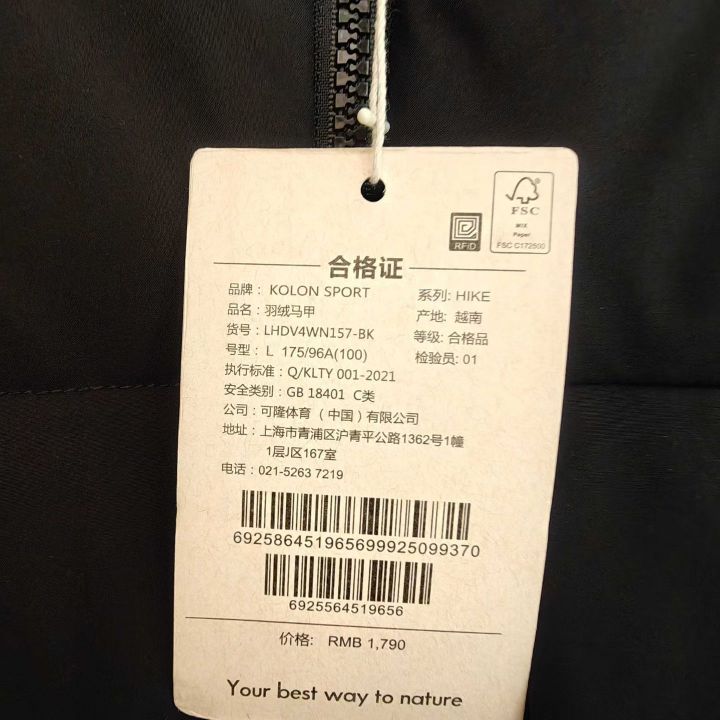 FSC
MIX
Paper
FSC C172500
RFiD
合格证
品牌： KOLON SPORT
系列: HIKE
品名：羽绒马甲
产地: 越南
货号：LHDV4WN157-BK
等级: 合格品
号型： L 175/96A(100)
检验员: 01
执行标准：Q/KLTY 001-2021
安全类别：GB 18401 C类
公司：可隆体育（中国）有限公司
地址：上海市青浦区沪青平公路1362号1幢
1层J区167室
电话：021-5263 7219
692586451965699925099370
6925564519656
价格: RMB 1,790
Your best way to nature